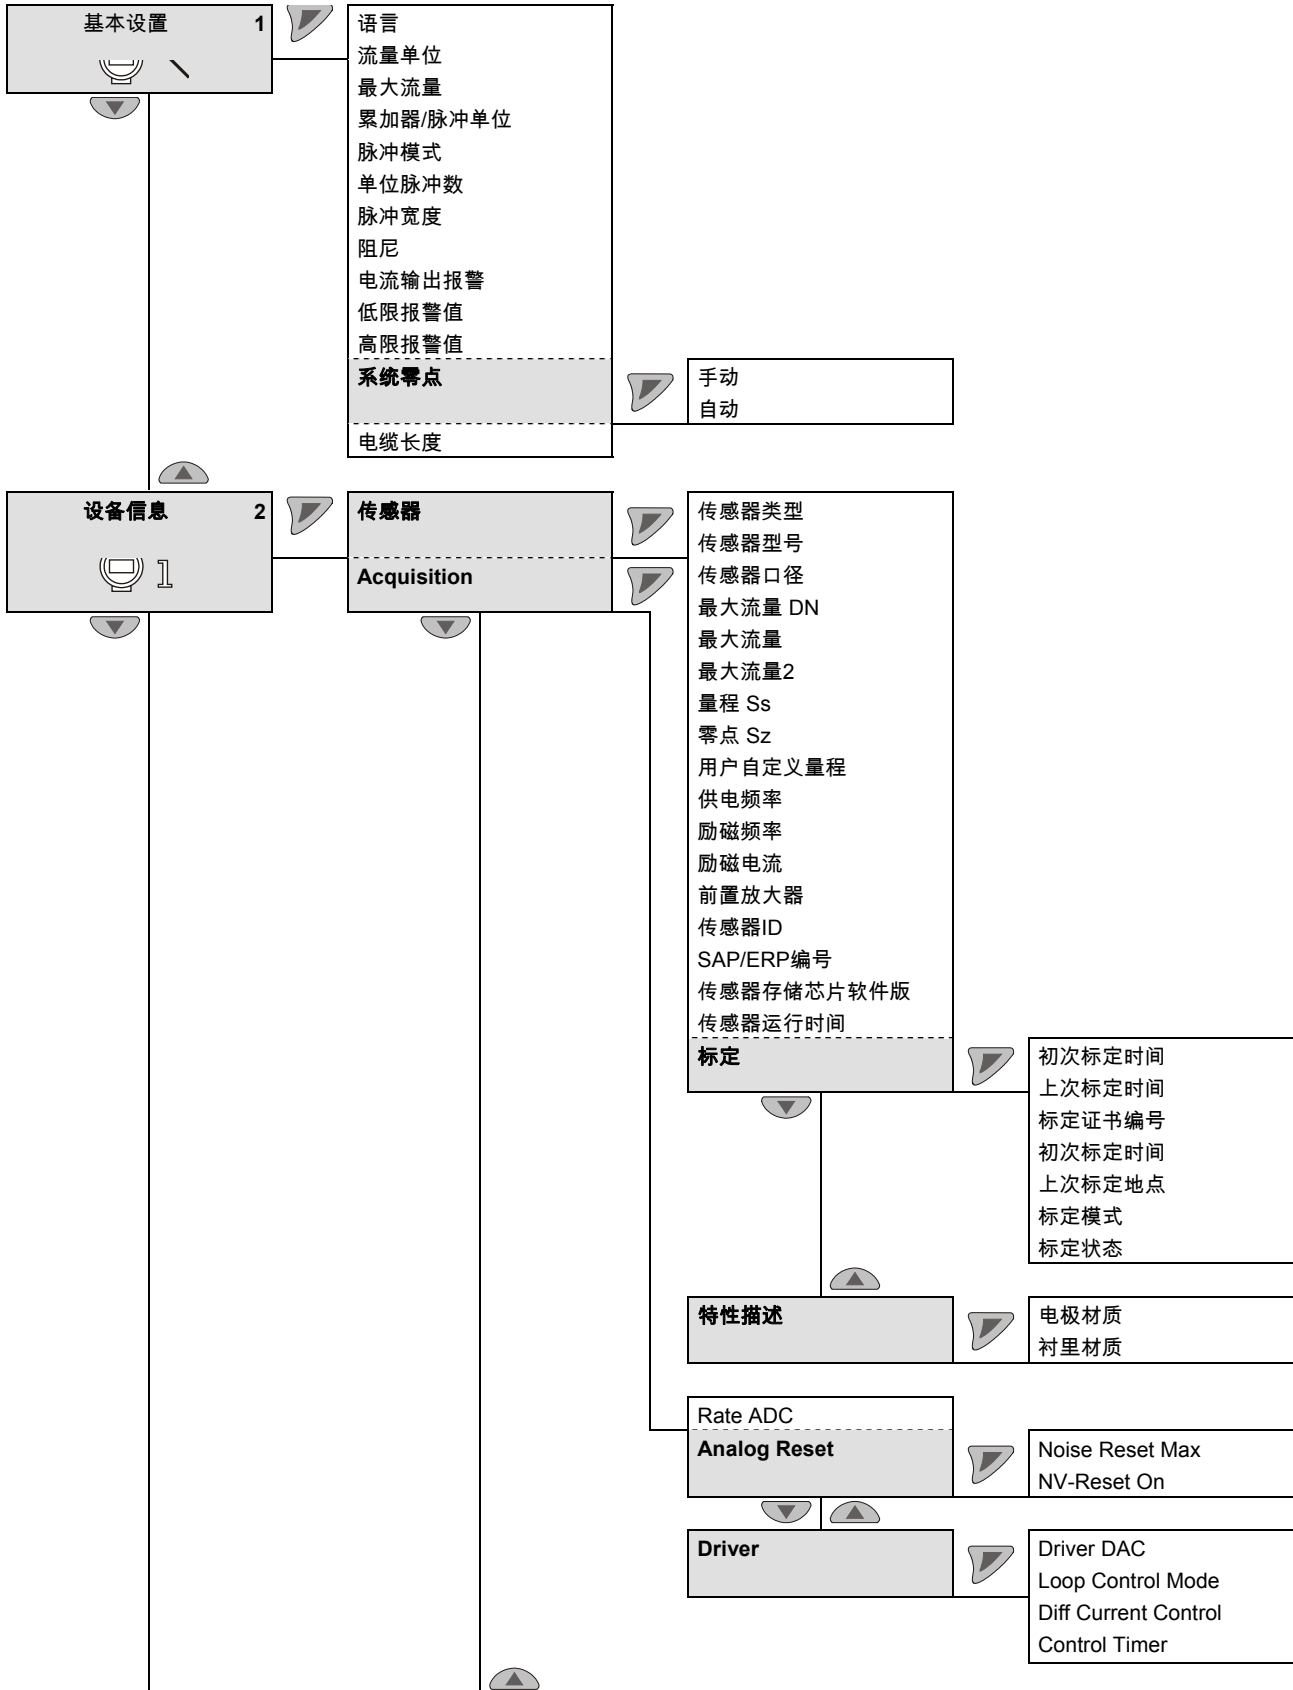 基本设置 1
语言
流量单位
最大流量
累加器/脉冲单位
脉冲模式
单位脉冲数
脉冲宽度
阻尼
电流输出报警
低限报警值
高限报警值
系统零点
手动
自动
电缆长度
设备信息 2
传感器
Acquisition
传感器类型
传感器型号
传感器口径
最大流量 DN
最大流量
最大流量2
量程 Ss
零点 Sz
用户自定义量程
供电频率
励磁频率
励磁电流
前置放大器
传感器ID
SAP/ERP编号
传感器存储芯片软件版
传感器运行时间
标定
初次标定时间
上次标定时间
标定证书编号
初次标定时间
上次标定地点
标定模式
标定状态
特性描述
电极材质
衬里材质
Rate ADC
Analog Reset
Noise Reset Max
NV-Reset On
Driver
Driver DAC
Loop Control Mode
Diff Current Control
Control Timer